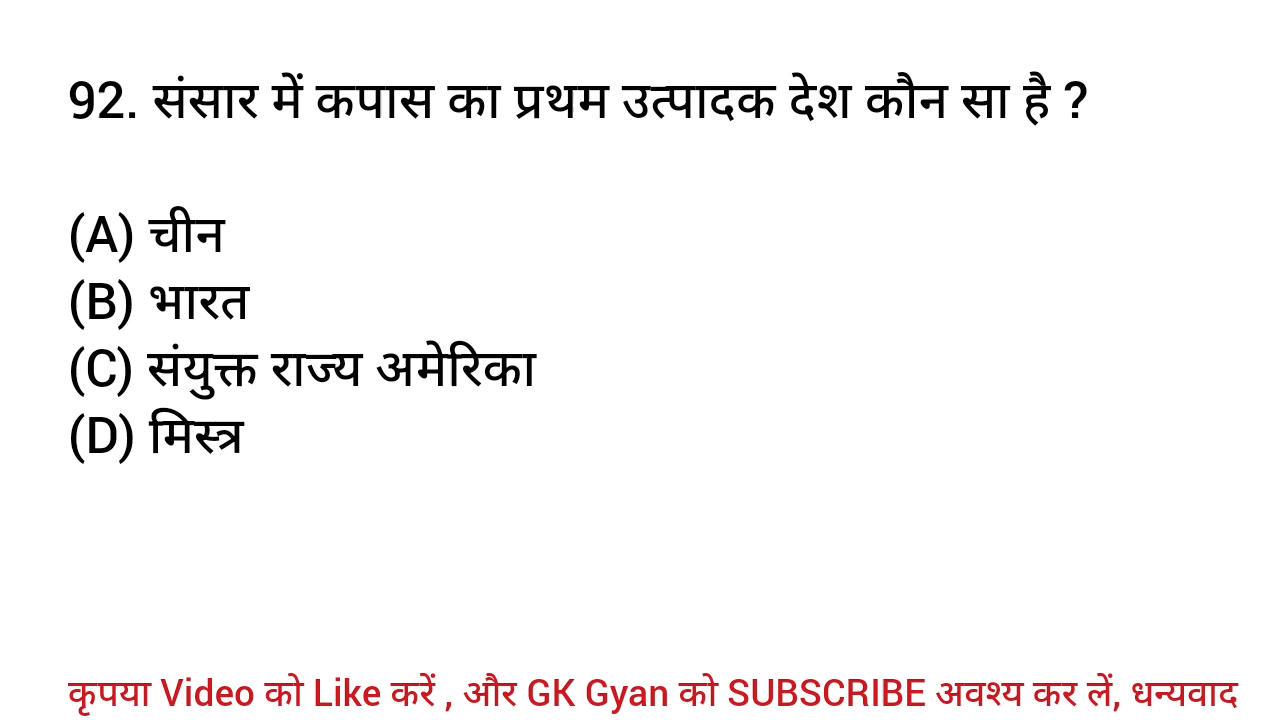 92. संसार में कपास का प्रथम उत्पादक देश कौन सा है ?
(A) चीन
(B) भारत
(C) संयुक्त राज्य अमेरिका
(D) मिस्त्र
कृपया Video को Like करें , और GK Gyan को SUBSCRIBE अवश्य कर लें, धन्यवाद